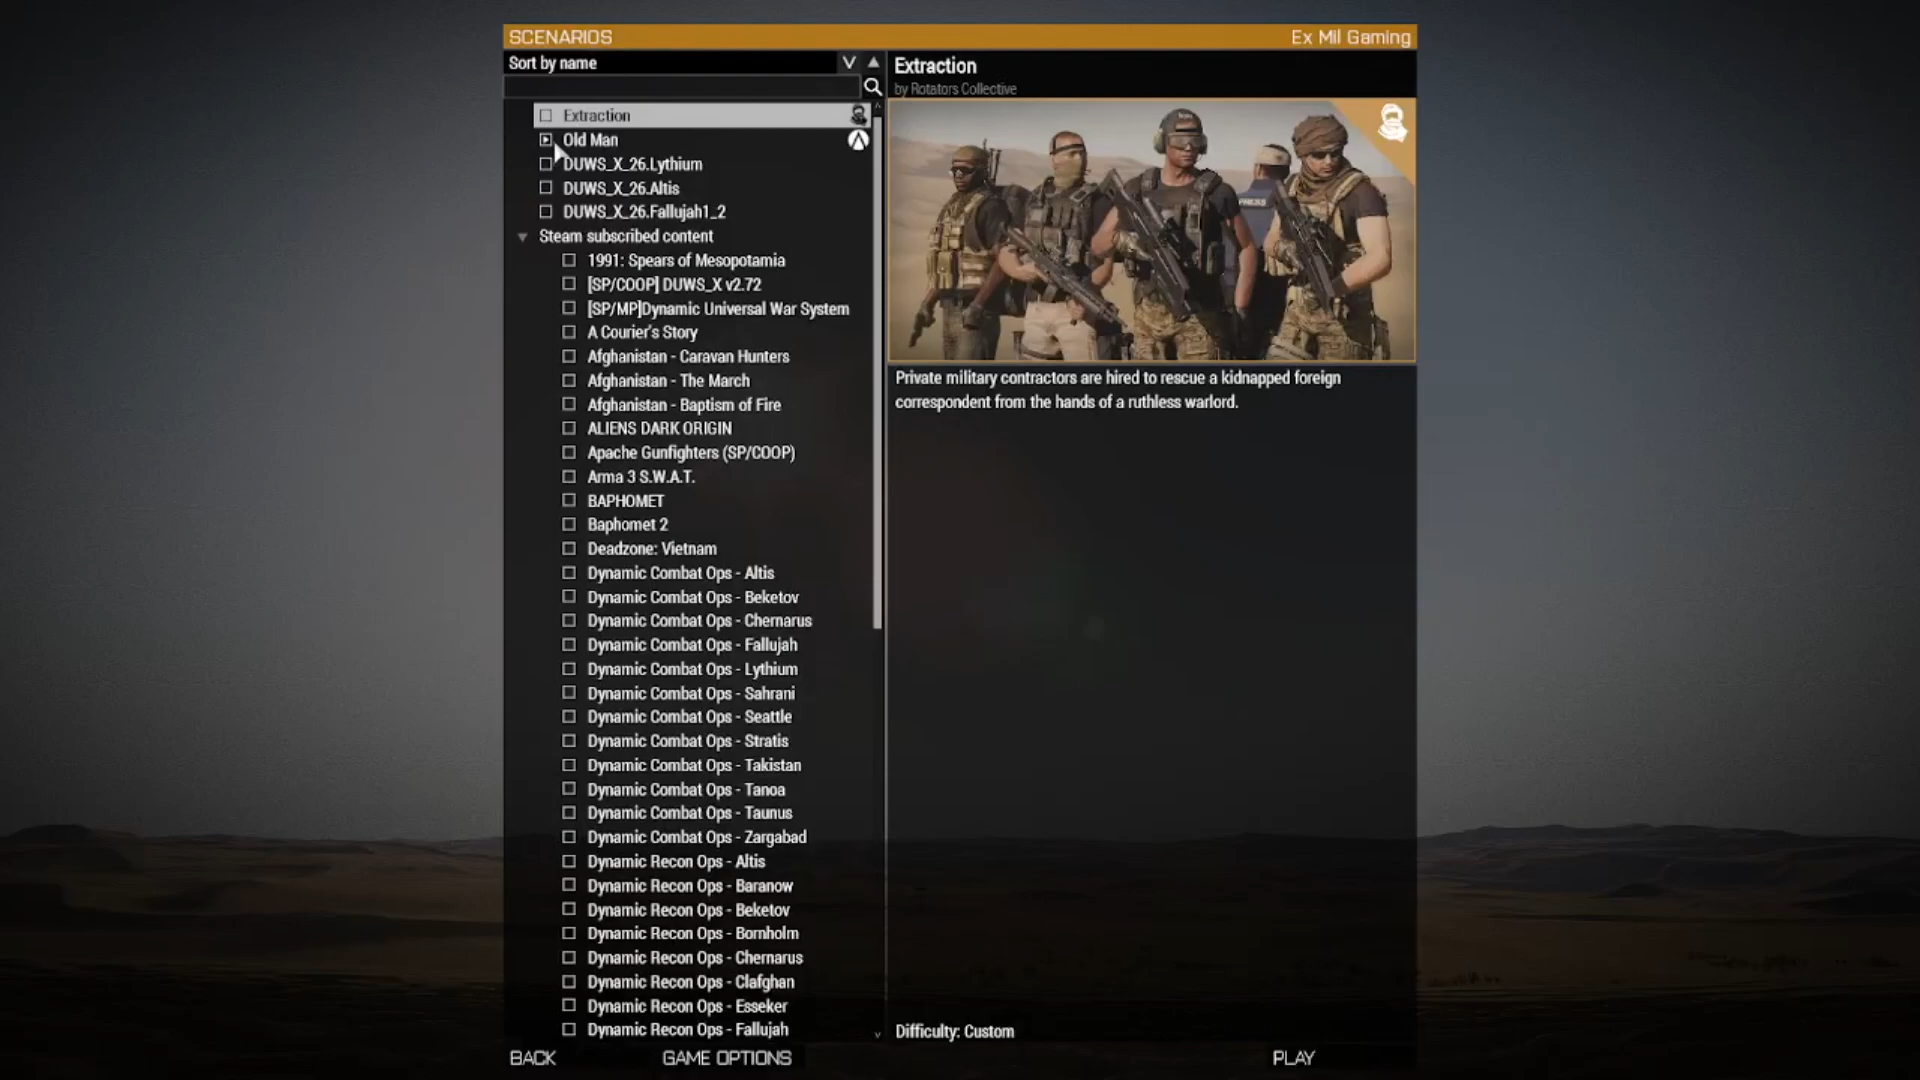 SCENARIOS
Ex Mil Gaming
Sort by name
Extraction
Old Man
DUWS_X_26.Lythium
DUWS_X_26.Altis
DUWS_X_26.Fallujah1_2
Steam subscribed content
1991: Spears of Mesopotamia
[SP/COOP] DUWS_X v2.72
[SP/MP]Dynamic Universal War System
A Courier's Story
Afghanistan - Caravan Hunters
Afghanistan - The March
Afghanistan - Baptism of Fire
ALIENS DARK ORIGIN
Apache Gunfighters (SP/COOP)
Arma 3 S.W.A.T.
BAPHOMET
Baphomet 2
Deadzone: Vietnam
Dynamic Combat Ops - Altis
Dynamic Combat Ops - Beketov
Dynamic Combat Ops - Chernarus
Dynamic Combat Ops - Fallujah
Dynamic Combat Ops - Lythium
Dynamic Combat Ops - Sahrani
Dynamic Combat Ops - Seattle
Dynamic Combat Ops - Stratis
Dynamic Combat Ops - Takistan
Dynamic Combat Ops - Tanoa
Dynamic Combat Ops - Taunus
Dynamic Combat Ops - Zargabad
Dynamic Recon Ops - Altis
Dynamic Recon Ops - Baranow
Dynamic Recon Ops - Beketov
Dynamic Recon Ops - Bornholm
Dynamic Recon Ops - Chernarus
Dynamic Recon Ops - Clafghan
Dynamic Recon Ops - Esseker
Dynamic Recon Ops - Fallujah
Extraction
by Rotators Collective
PRESS
Private military contractors are hired to rescue a kidnapped foreign
correspondent from the hands of a ruthless warlord.
Difficulty: Custom
BACK
GAME OPTIONS
PLAY